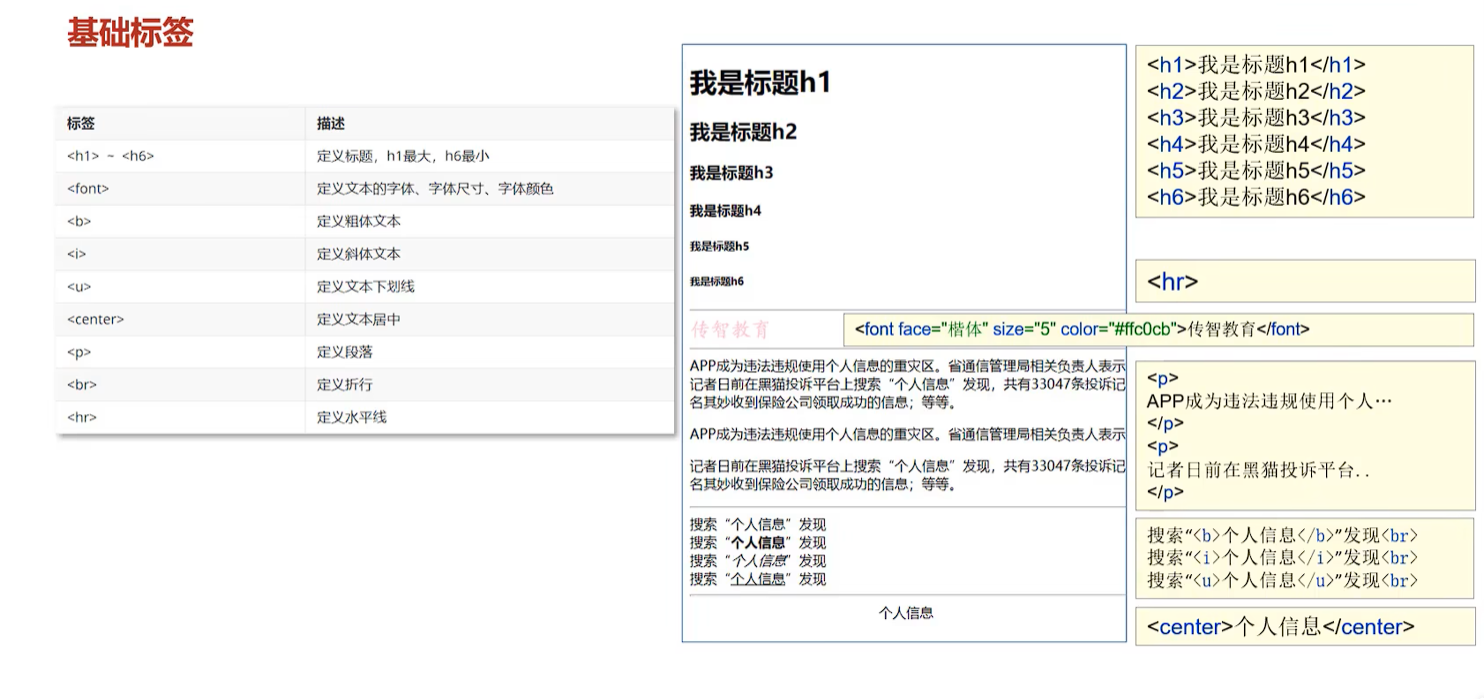 基础标签
标签 描述
<h1> ~ <h6> 定义标题，h1最大，h6最小
<font> 定义文本的字体、字体尺寸、字体颜色
<b> 定义粗体文本
<i> 定义斜体文本
<u> 定义文本下划线
<center> 定义文本居中
<p> 定义段落
<br> 定义折行
<hr> 定义水平线
我是标题h1
我是标题h2
我是标题h3
我是标题h4
我是标题h5
我是标题h6
传智教育
APP成为违法违规使用个人信息的重灾区。省通信管理局相关负责人表示
记者日前在黑猫投诉平台上搜索“个人信息”发现，共有33047条投诉记
名其妙收到保险公司领取成功的信息；等等。
APP成为违法违规使用个人信息的重灾区。省通信管理局相关负责人表示
记者日前在黑猫投诉平台上搜索“个人信息”发现，共有33047条投诉记
名其妙收到保险公司领取成功的信息；等等。
搜索“个人信息”发现
搜索“个人信息”发现
搜索“个人信息”发现
搜索“个人信息”发现
个人信息
<h1>我是标题h1</h1>
<h2>我是标题h2</h2>
<h3>我是标题h3</h3>
<h4>我是标题h4</h4>
<h5>我是标题h5</h5>
<h6>我是标题h6</h6>
<hr>
<font face="楷体" size="5" color="#ffc0cb">传智教育</font>
<p>
APP成为违法违规使用个人…
</p>
<p>
记者日前在黑猫投诉平台..
</p>
搜索“<b>个人信息</b>”发现<br>
搜索“<i>个人信息</i>”发现<br>
搜索“<u>个人信息</u>”发现<br>
<center>个人信息</center>